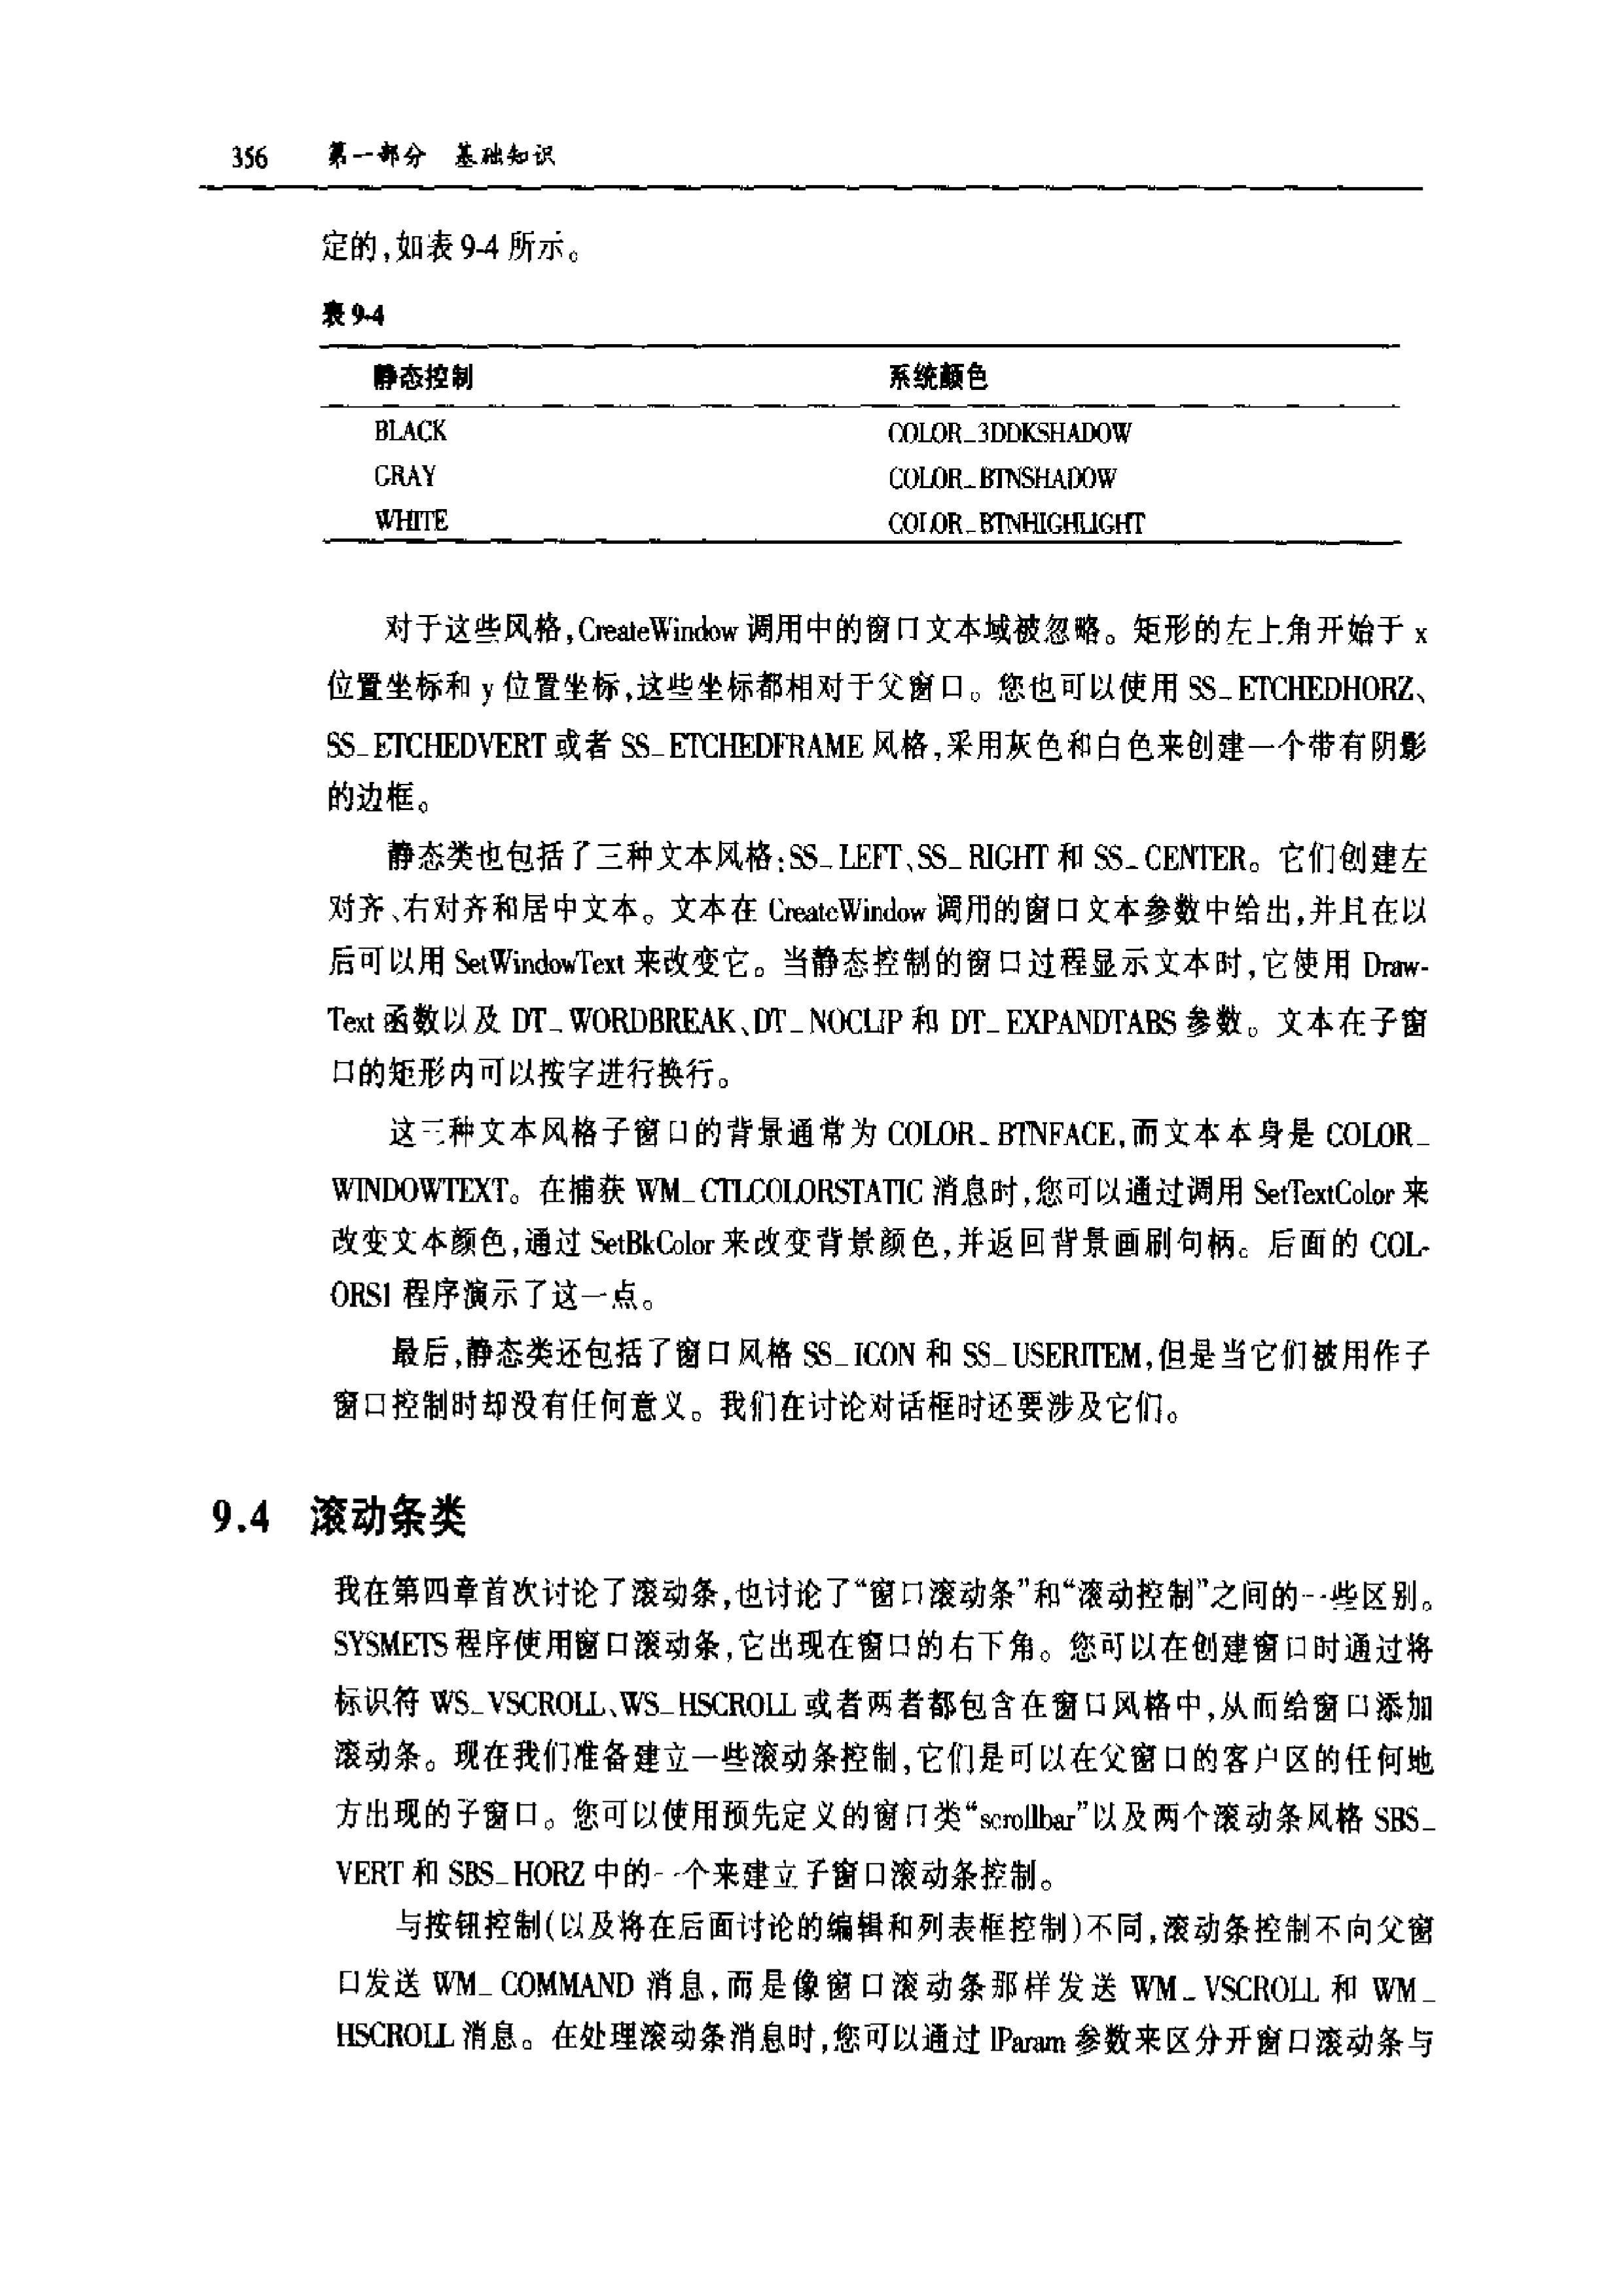 356 第一部分 基础知识
定的,如表 9-4 所示。
表 9-4
静态控制 系统颜色
BLACK COLOR_3DDKSHADOW
GRAY COLOR_BTNSHADOW
WHITE COLOR_BTNHIGHLIGHT
对于这些风格,CreateWindow 调用中的窗口文本域被忽略。矩形的左上角开始于 x
位置坐标和 y 位置坐标,这些坐标都相对于父窗口。您也可以使用 SS_ETCHEDHORZ、
SS_ETCHEDVERT 或者 SS_ETCHEDFRAME 风格,采用灰色和白色来创建一个带有阴影
的边框。
静态类也包括了三种文本风格:SS_LEFT、SS_RIGHT 和 SS_CENTER。它们创建左
对齐、右对齐和居中文本。文本在 CreateWindow 调用的窗口文本参数中给出,并且在以
后可以用 SetWindowText 来改变它。当静态控制的窗口过程显示文本时,它使用 Draw-
Text 函数以及 DT_WORDBREAK、DT_NOCLIP 和 DT_EXPANDTABS 参数。文本在子窗
口的矩形内可以按字进行换行。
这三种文本风格子窗口的背景通常为 COLOR_BTNFACE,而文本本身是 COLOR_
WINDOWTEXT。在捕获 WM_CTLCOLORSTATIC 消息时,您可以通过调用 SetTextColor 来
改变文本颜色,通过 SetBkColor 来改变背景颜色,并返回背景画刷句柄。后面的 COL-
ORS1 程序演示了这一点。
最后,静态类还包括了窗口风格 SS_ICON 和 SS_USERITEM,但是当它们被用作子
窗口控制时却没有任何意义。我们在讨论对话框时还要涉及它们。
9.4 滚动条类
我在第四章首次讨论了滚动条,也讨论了“窗口滚动条”和“滚动控制”之间的一些区别。
SYSMETS 程序使用窗口滚动条,它出现在窗口的右下角。您可以在创建窗口时通过将
标识符 WS_VSCROLL、WS_HSCROLL 或者两者都包含在窗口风格中,从而给窗口添加
滚动条。现在我们准备建立一些滚动条控制,它们是可以在父窗口的客户区的任何地
方出现的子窗口。您可以使用预先定义的窗口类“scrollbar”以及两个滚动条风格 SBS_
VERT 和 SBS_HORZ 中的一个来建立子窗口滚动条控制。
与按钮控制(以及将在后面讨论的编辑和列表框控制)不同,滚动条控制不向父窗
口发送 WM_COMMAND 消息,而是像窗口滚动条那样发送 WM_VSCROLL 和 WM_
HSCROLL 消息。在处理滚动条消息时,您可以通过 lParam 参数来区分开窗口滚动条与